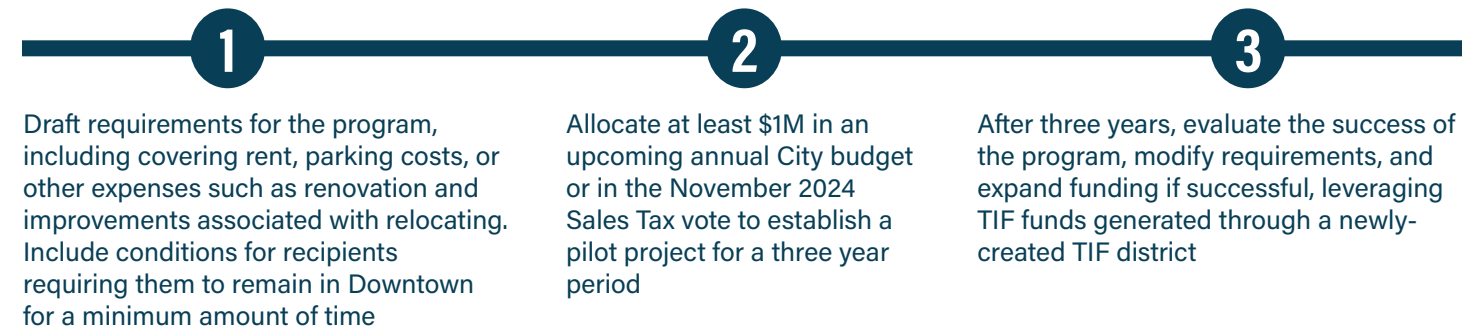 1
Draft requirements for the program,
including covering rent, parking costs, or
other expenses such as renovation and
improvements associated with relocating.
Include conditions for recipients
requiring them to remain in Downtown
for a minimum amount of time
2
Allocate at least $1M in an
upcoming annual City budget
or in the November 2024
Sales Tax vote to establish a
pilot project for a three year
period
3
After three years, evaluate the success of
the program, modify requirements, and
expand funding if successful, leveraging
TIF funds generated through a newly-
created TIF district